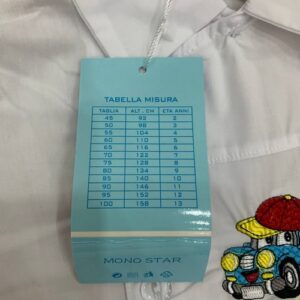 TABELLA MISURA
TAGLIA ALT . CM ETA ANNI
45 92 2
50 98 3
55 104 4
60 110 5
65 116 6
70 122 7
75 128 8
80 134 9
85 140 10
90 146 11
95 152 12
100 158 13
MONO STAR